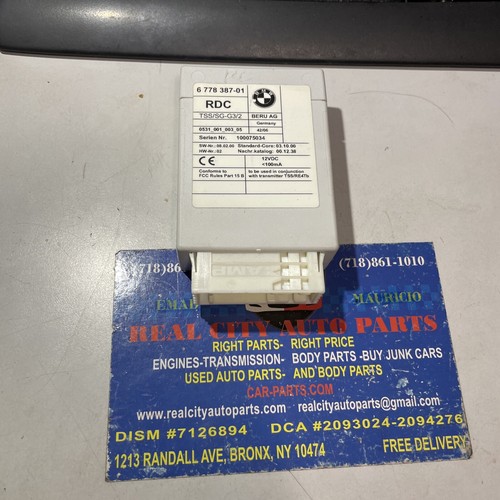 6 778 387-01
RDC
BMW
TSS/SG-G3/2
BERU AG
Germany
0531_001_003_05
42/06
Serien Nr. 100075034
SW-Nr.:08.02.00 Standard-Core: 03.10.00
HW-Nr.:02 Nachr.katalog: 00.12.38
CE
12VDC
<100mA
Conforms to
FCC Rules Part 15 B
to be used in conjunction
with transmitter TSS/RE4Tb
AMP
(718)86
(718)861-1010
EMAI
MAURICIO
REAL CITY AUTO PARTS
RIGHT PARTS- RIGHT PRICE
ENGINES-TRANSMISSION- BODY PARTS -BUY JUNK CARS
USED AUTO PARTS- AND BODY PARTS
CAR-PARTS.COM
www.realcityautoparts.com realcityautoparts@gmail.com
DISM #7126894 DCA #2093024-2094276
1213 RANDALL AVE, BRONX, NY 10474 FREE DELIVERY